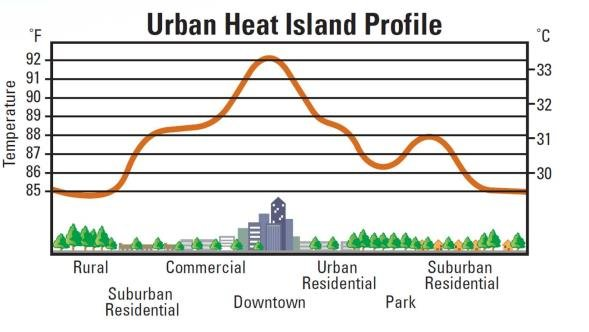 Urban Heat Island Profile
°F
°C
Temperature
92
91
90
89
88
87
86
85
33
32
31
30
Rural
Suburban
Residential
Commercial
Downtown
Urban
Residential
Park
Suburban
Residential